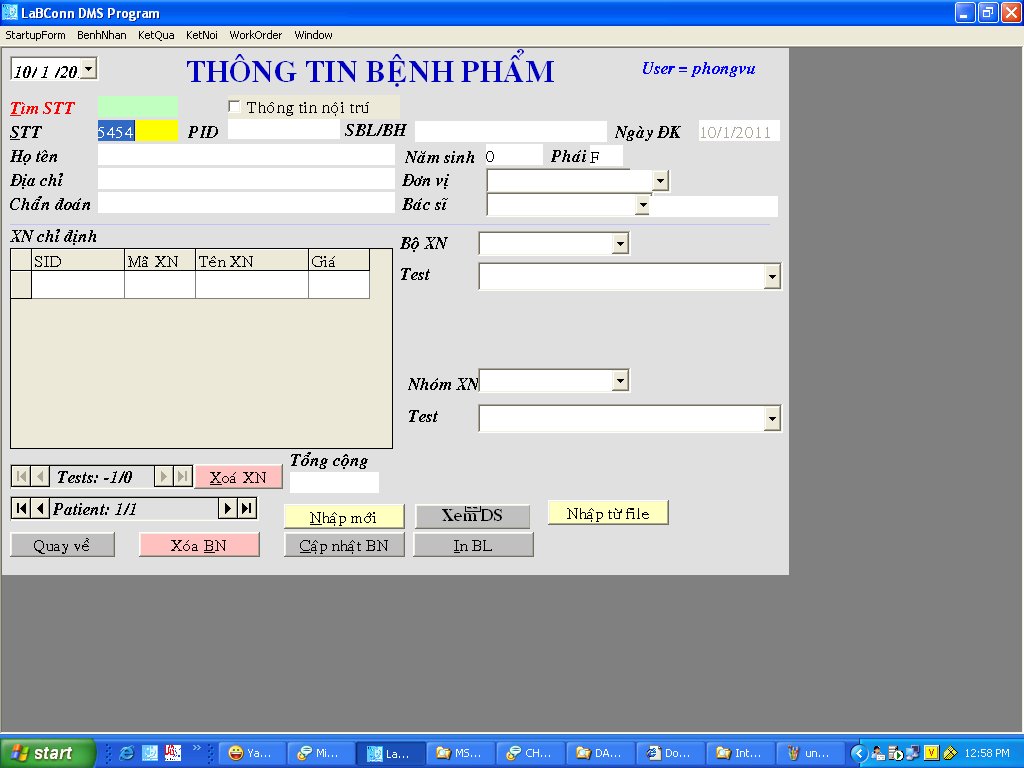 LaBConn DMS Program
StartupForm BenhNhan KetQua KetNoi WorkOrder Window
10/ 1 /20
THÔNG TIN BỆNH PHẨM
User = phongvu
Tìm STT
Thông tin nội trú
STT 5454 PID SBL/BH Ngày ĐK 10/1/2011
Họ tên Năm sinh 0 Phái F
Địa chỉ Đơn vị
Chẩn đoán Bác sĩ
XN chỉ định
Bộ XN
SID Mã XN Tên XN Giá
Test
Nhóm XN
Test
Tổng cộng
Tests: -1/0 Xoá XN
Patient: 1/1
Nhập mới Xem DS Nhập từ file
Quay về Xóa BN Cập nhật BN In BL
start Ya... Mi... La... MS... CH... DA... Do... Int... un... 12:58 PM